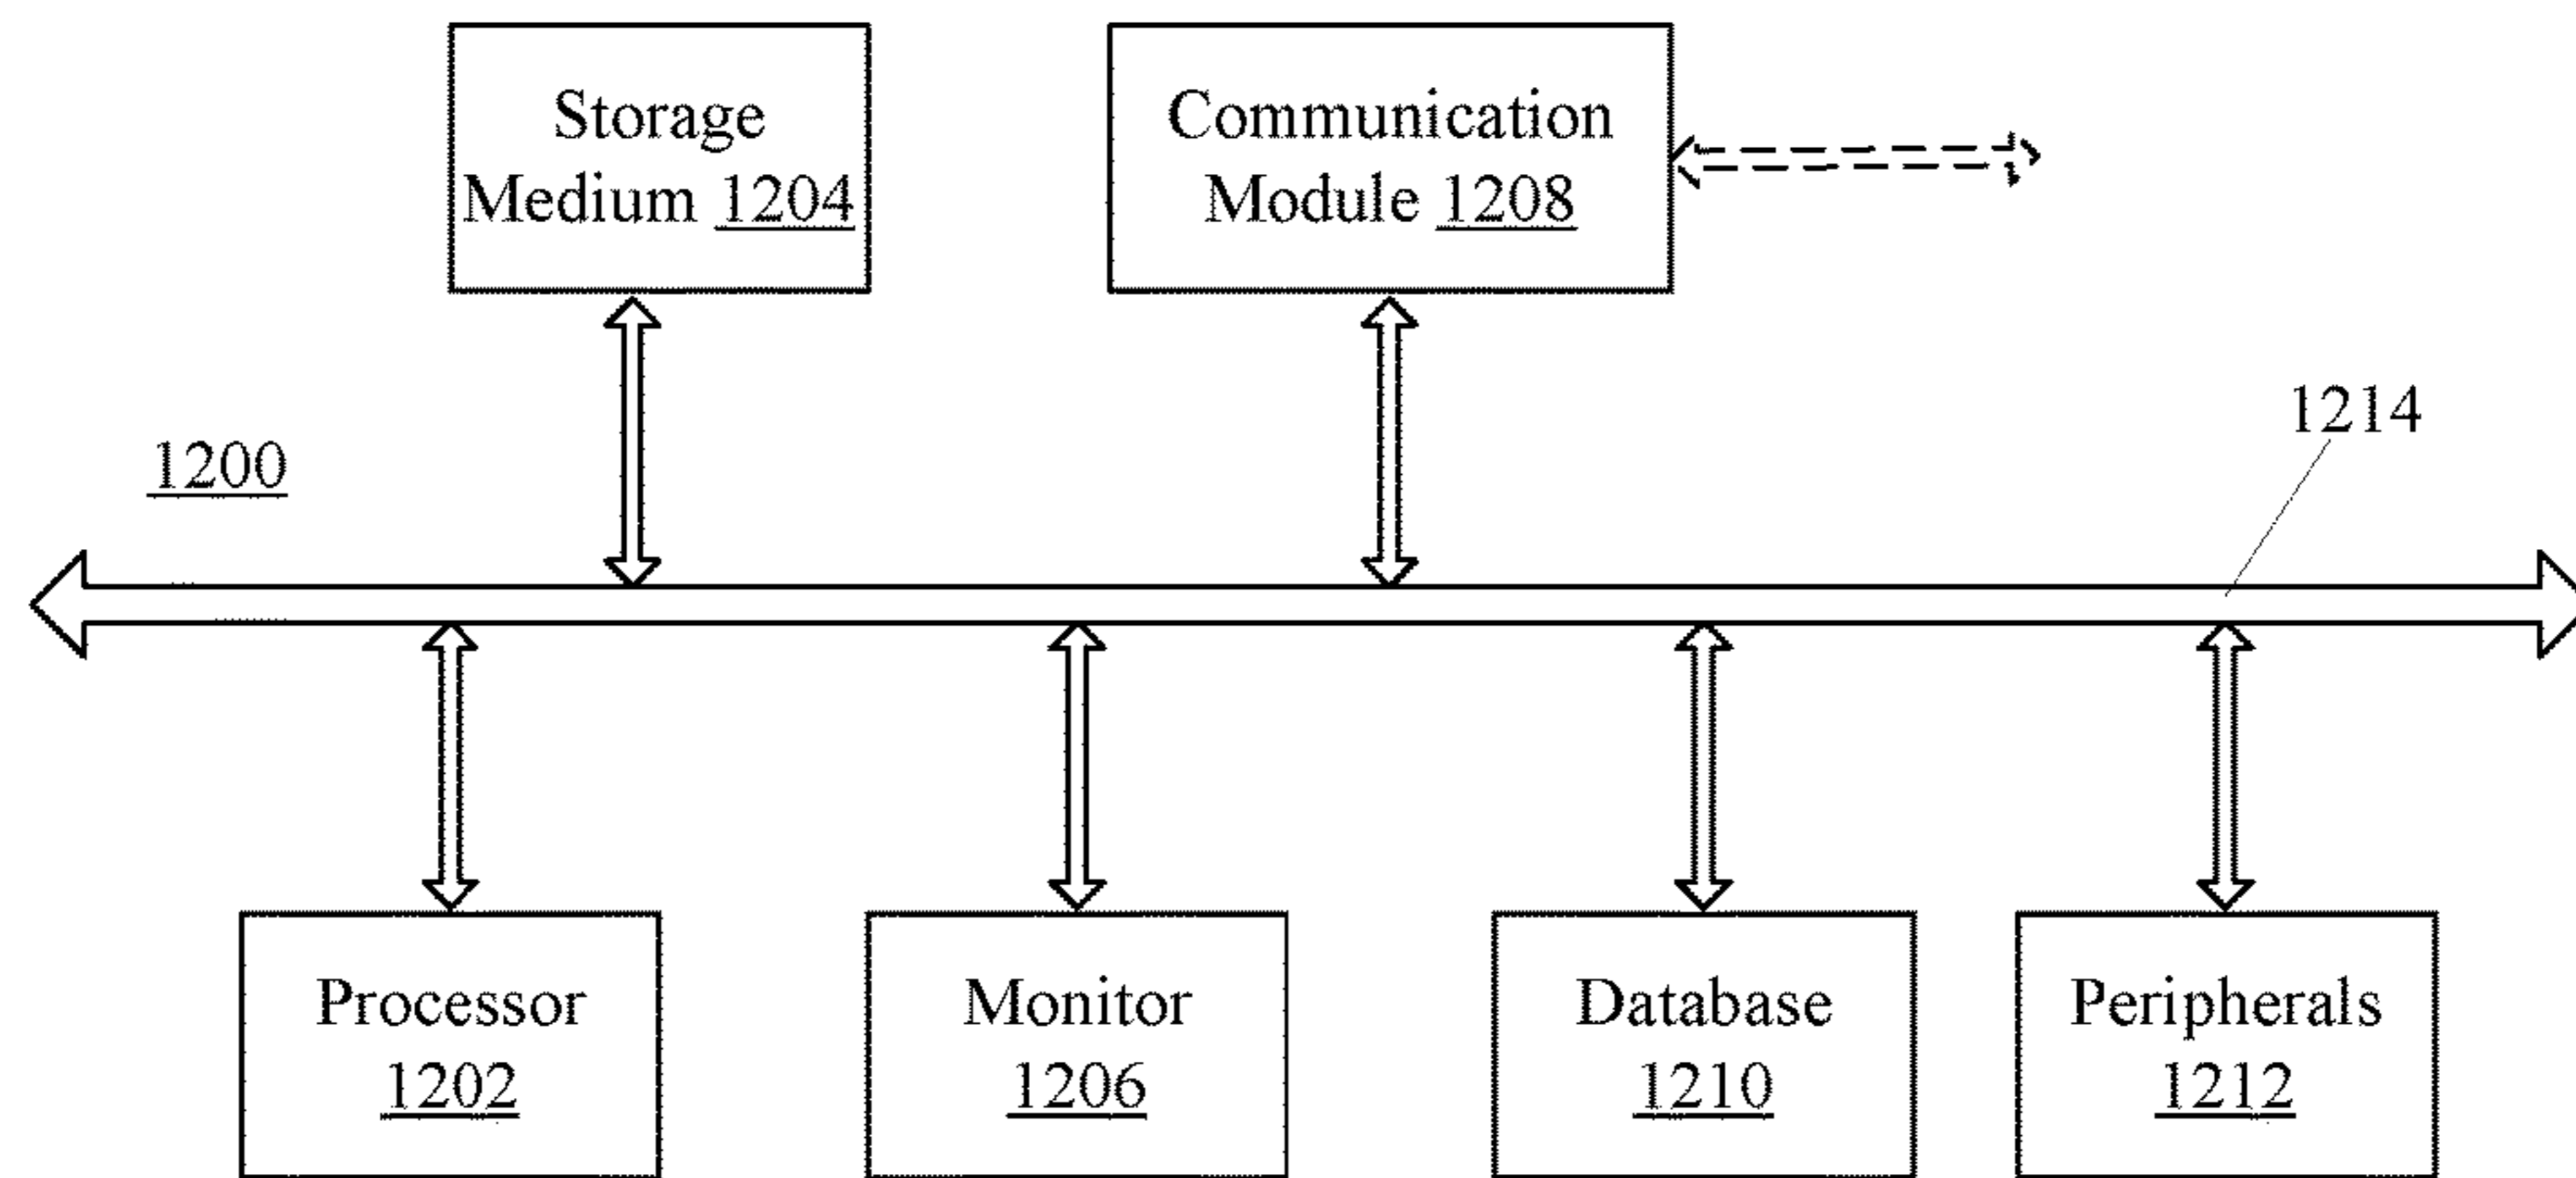 Storage
Medium 1204
Communication
Module 1208
1214
1200
Processor
1202
Monitor
1206
Database
1210
Peripherals
1212